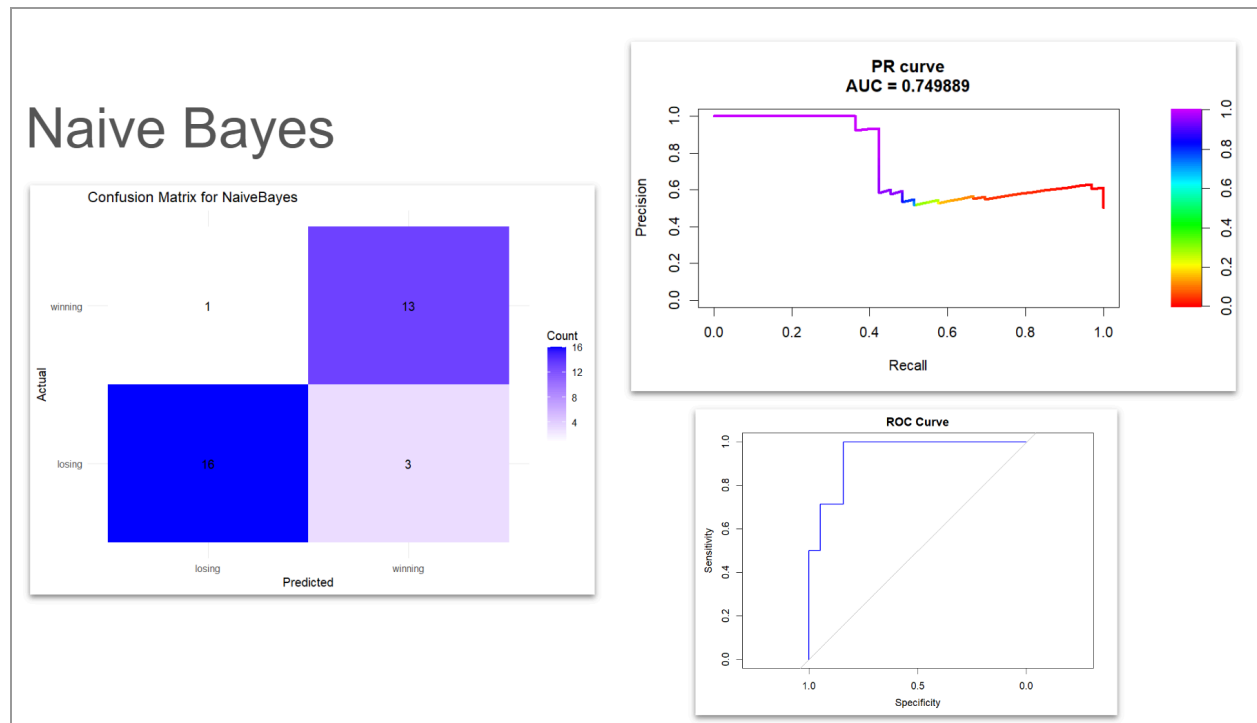 Naive Bayes
Confusion Matrix for NaiveBayes
winning
1
13
Actual
losing
16
3
losing
winning
Predicted
Count
16
12
8
4
PR curve
AUC = 0.749889
Precision
1.0
0.8
0.6
0.4
0.2
0.0
0.0 0.2 0.4 0.6 0.8 1.0
Recall
1.0
0.8
0.6
0.4
0.2
0.0
ROC Curve
Sensitivity
1.0
0.8
0.6
0.4
0.2
0.0
1.0 0.5 0.0
Specificity